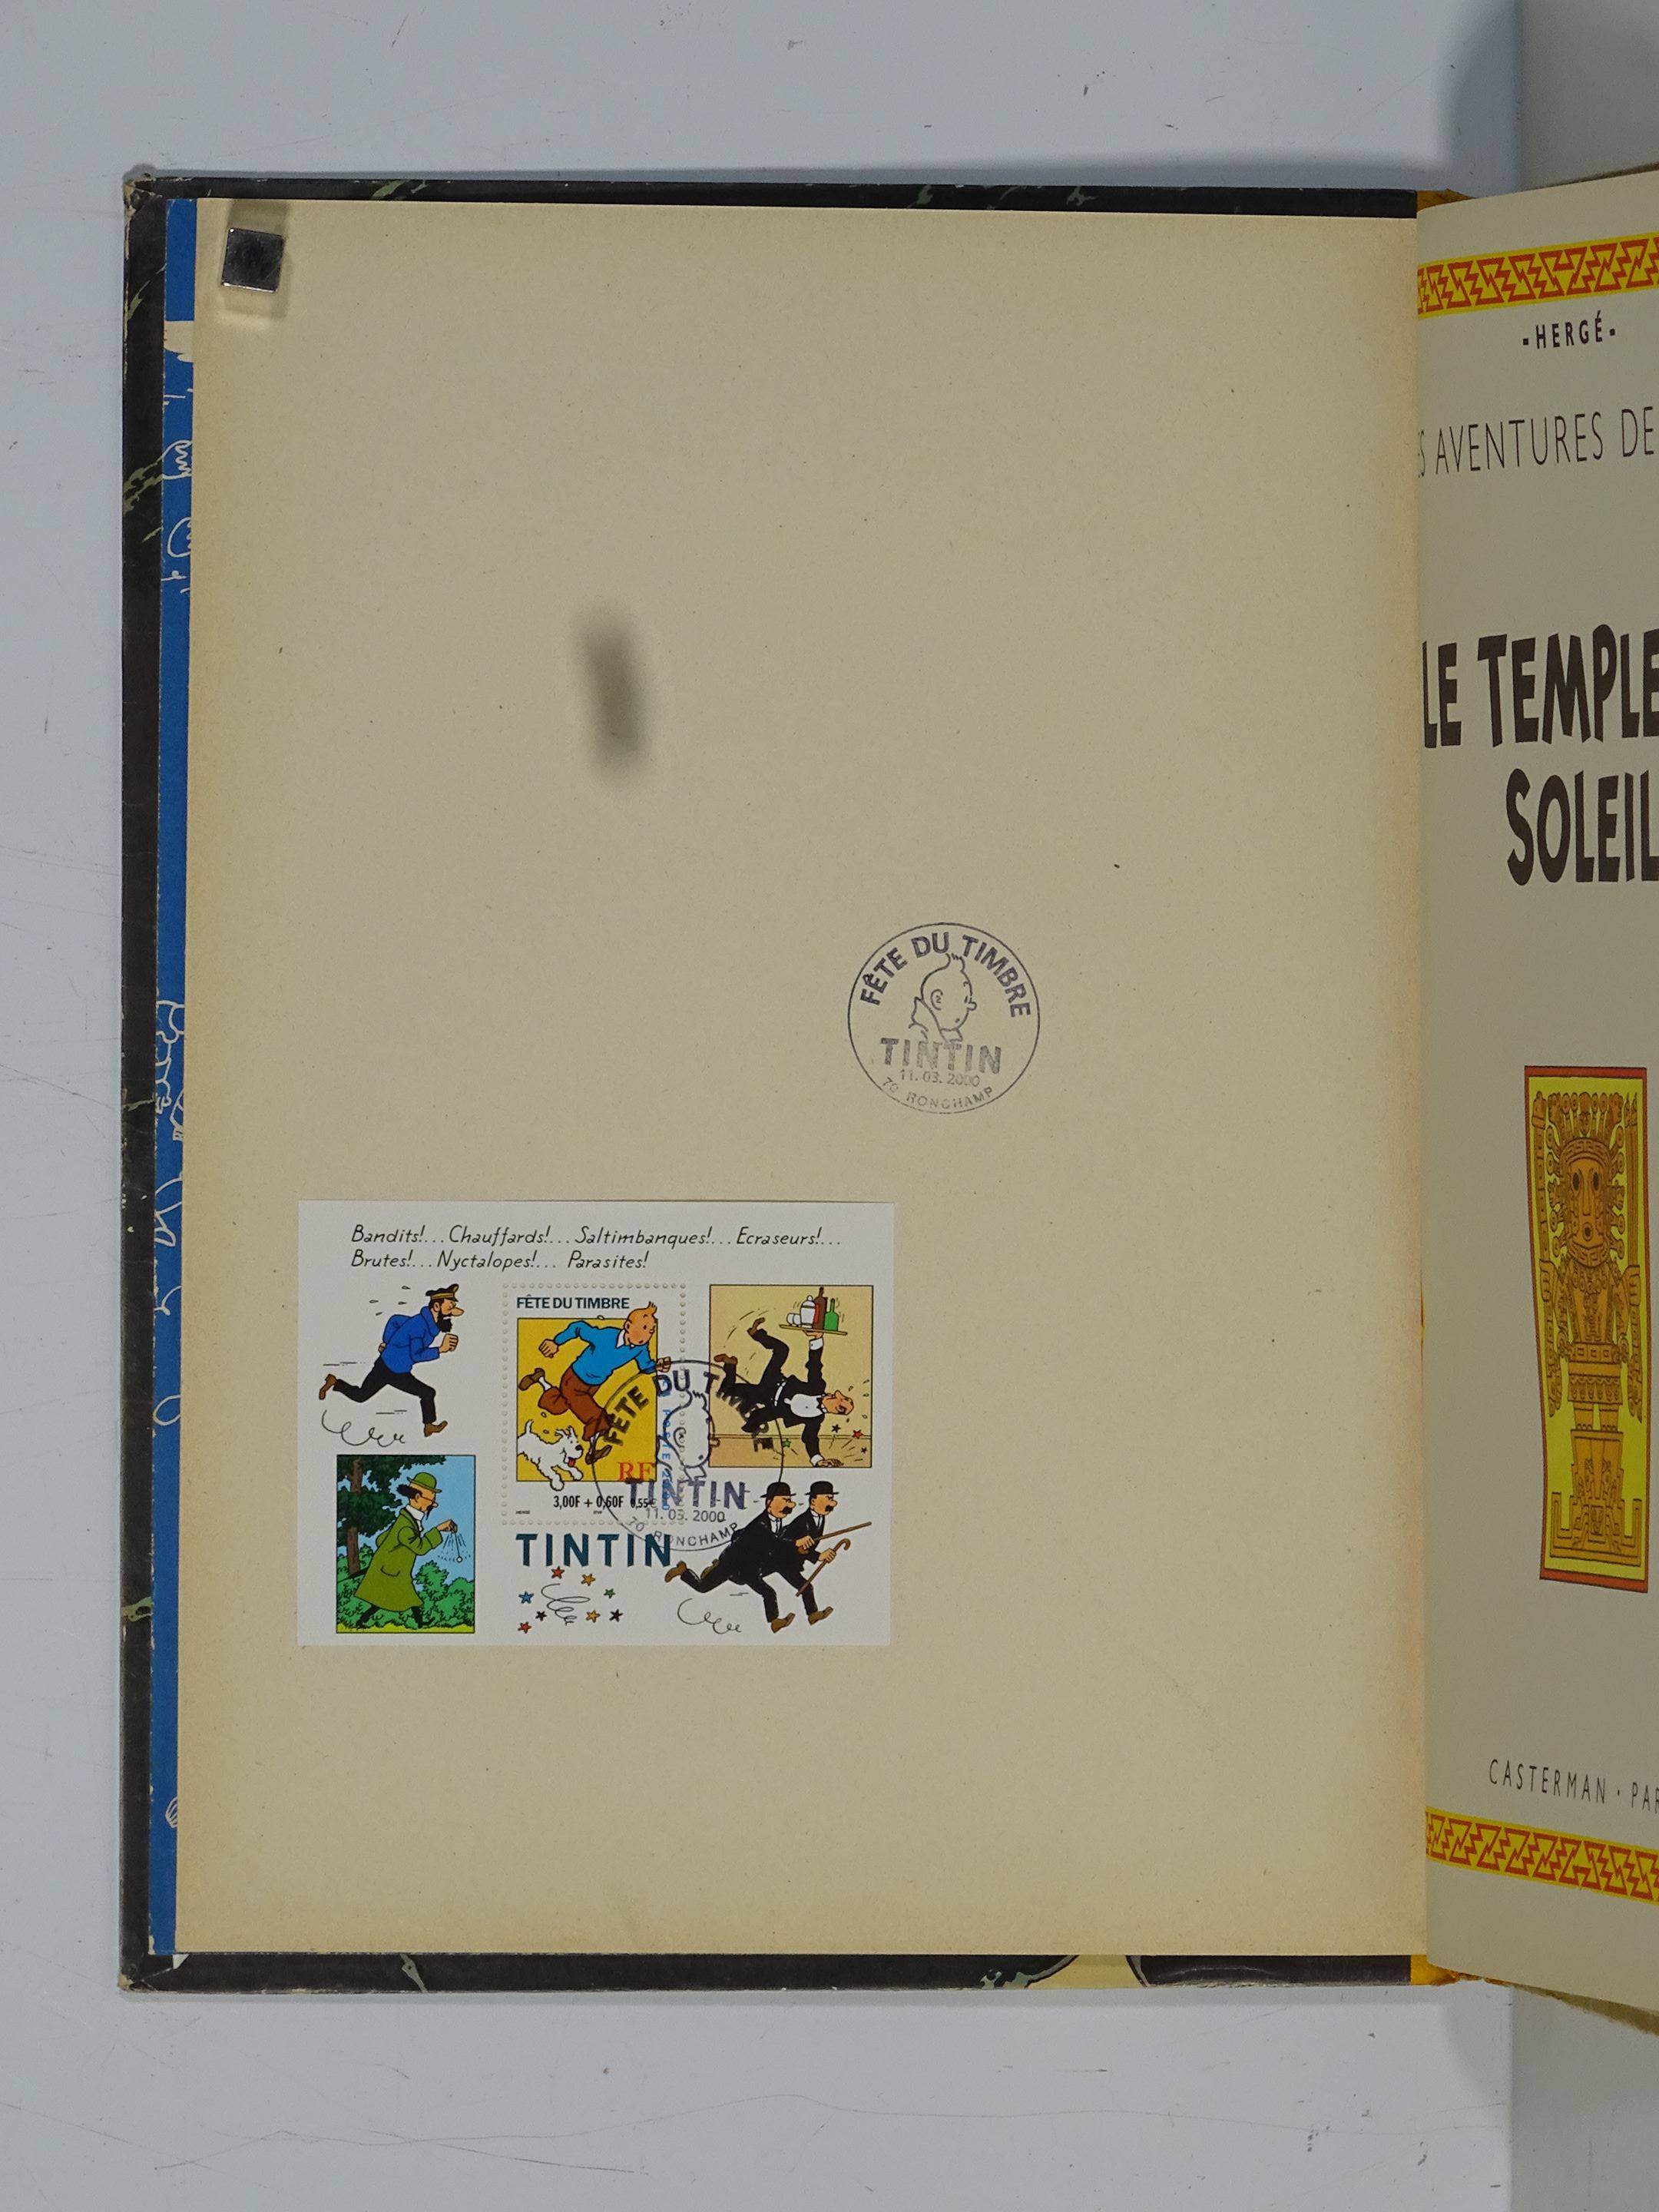 FÊTE DU TIMBRE
TINTIN
11.03.2000
70 RONCHAMP
Bandits!... Chauffards!... Saltimbanques!... Ecraseurs!...
Brutes!... Nyctalopes!... Parasites!
FÊTE DU TIMBRE
RF
3,00F + 0,60F 0,55€
FÊTE DU TIMBRE
TINTIN
11.03.2000
70 RONCHAMP
TINTIN
-HERGÉ-
S AVENTURES DE
LE TEMPLE
SOLEIL
CASTERMAN · PAR